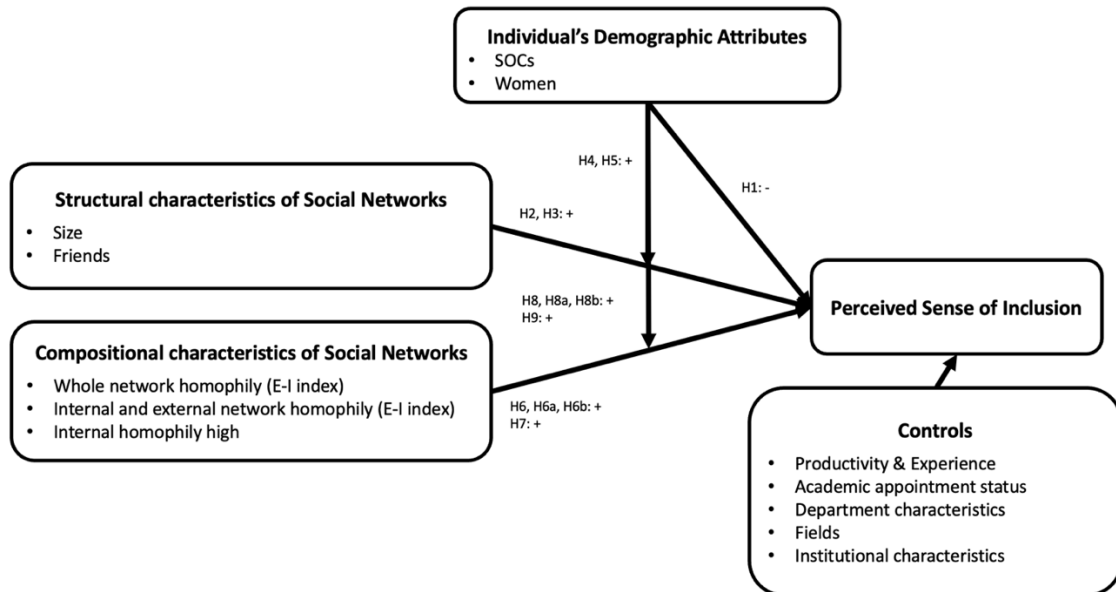 Individual's Demographic Attributes
• SOCs
• Women
H4, H5: +
H1: -
Structural characteristics of Social Networks
• Size
• Friends
H2, H3: +
Perceived Sense of Inclusion
H8, H8a, H8b: +
H9: +
Compositional characteristics of Social Networks
• Whole network homophily (E-I index)
• Internal and external network homophily (E-I index)
• Internal homophily high
H6, H6a, H6b: +
H7: +
Controls
• Productivity & Experience
• Academic appointment status
• Department characteristics
• Fields
• Institutional characteristics